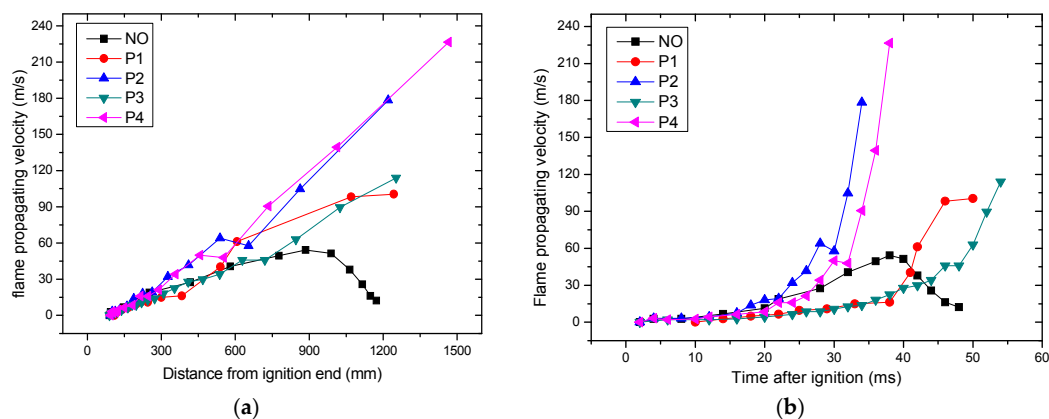 240
210
180
150
120
90
60
30
0
flame propagating velocity (m/s)
NO
P1
P2
P3
P4
0 300 600 900 1200 1500
Distance from ignition end (mm)
(a)
240
210
180
150
120
90
60
30
0
Flame propagating velocity (m/s)
NO
P1
P2
P3
P4
0 10 20 30 40 50 60
Time after ignition (ms)
(b)